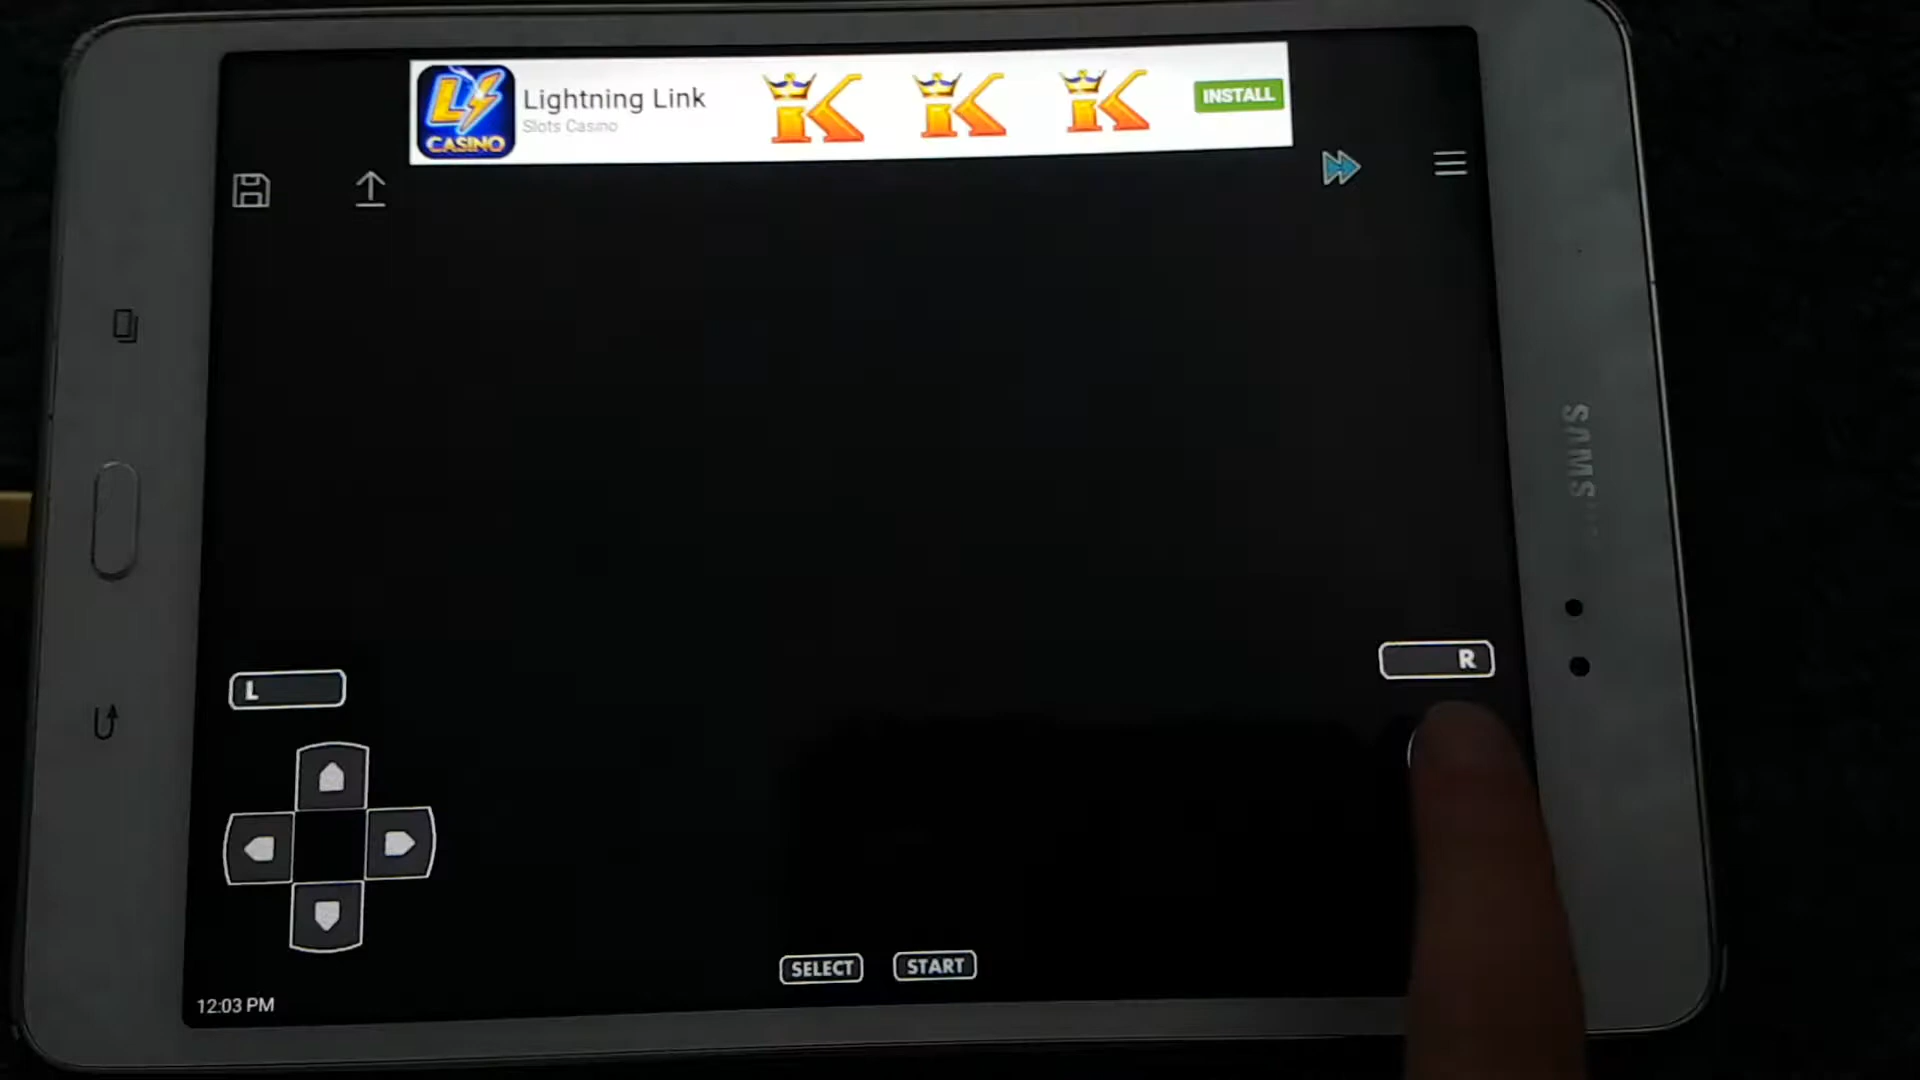 Lightning Link
Slots Casino
CASINO
INSTALL
R
L
SELECT
START
12:03 PM
SAMS